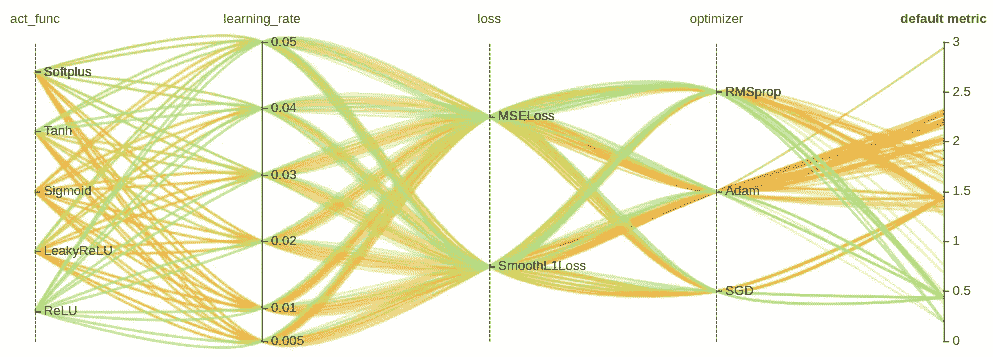 act_func learning_rate loss optimizer default metric
Softplus
Tanh
Sigmoid
LeakyReLU
ReLU
0.05
0.04
0.03
0.02
0.01
0.005
MSELoss
SmoothL1Loss
RMSprop
Adam
SGD
3
2.5
2
1.5
1
0.5
0